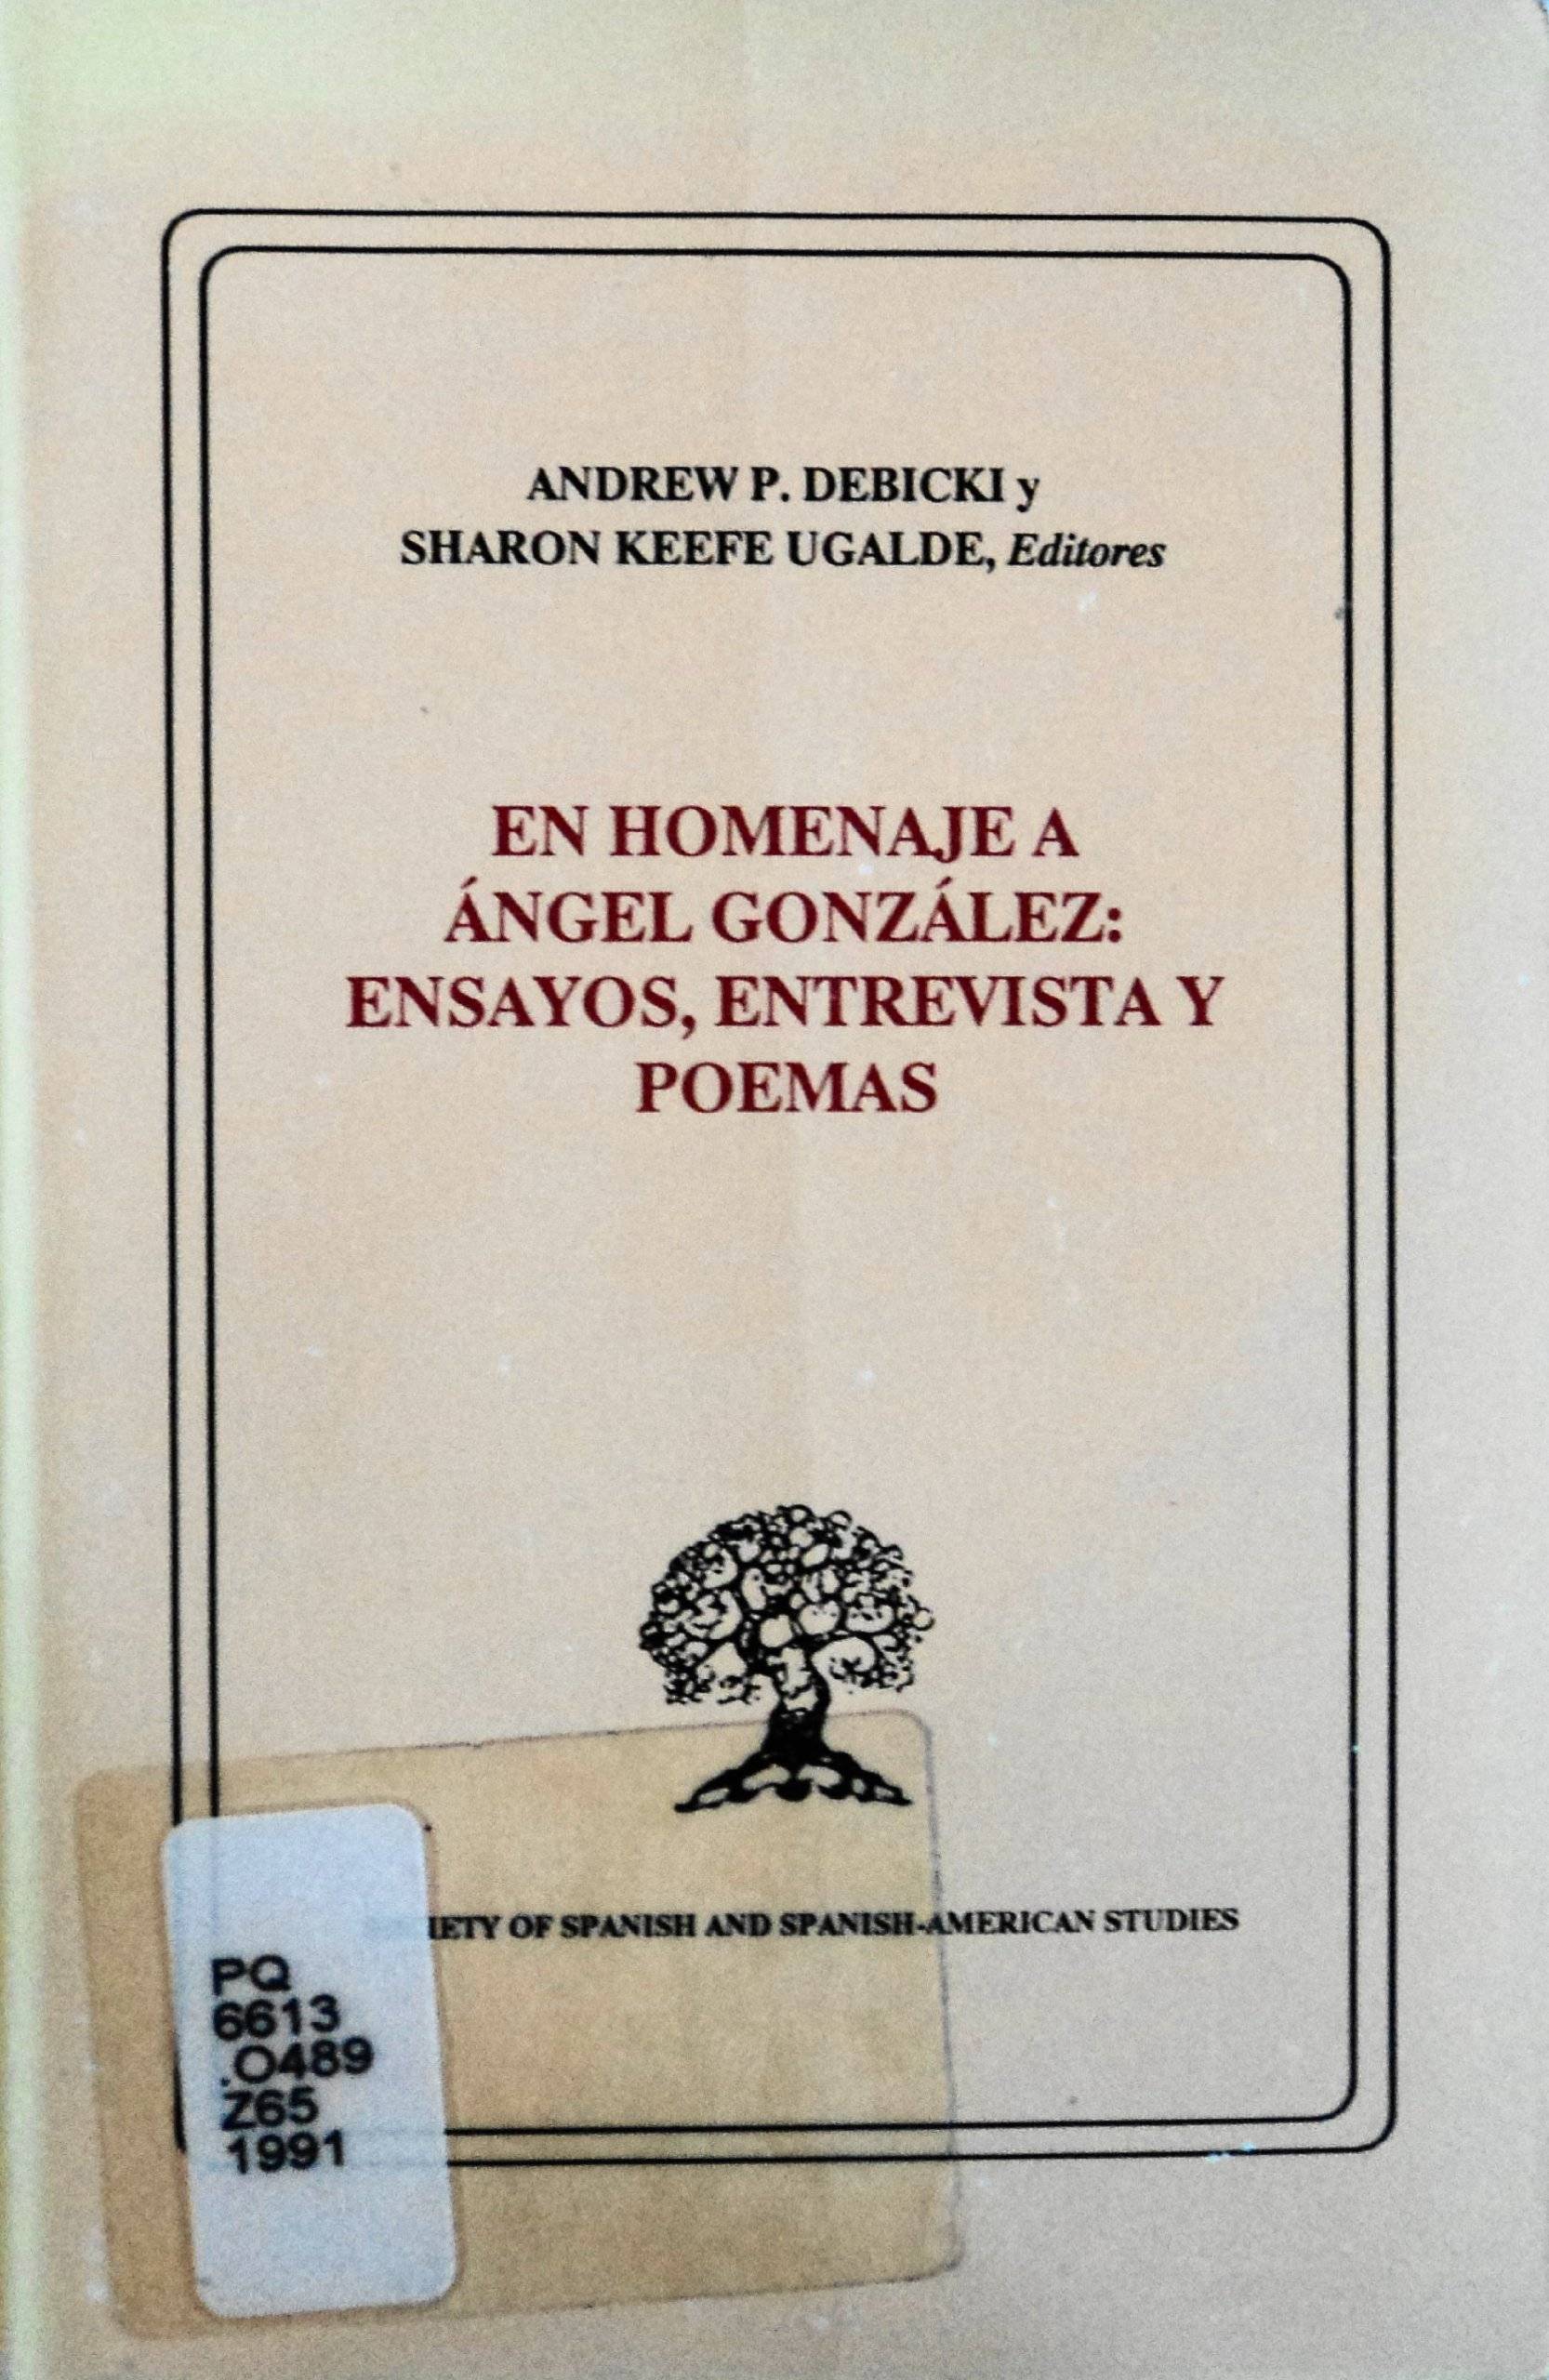 ANDREW P. DEBICKI y
SHARON KEEFE UGALDE, Editores
EN HOMENAJE A
ÁNGEL GONZÁLEZ:
ENSAYOS, ENTREVISTA Y
POEMAS
IETY OF SPANISH AND SPANISH-AMERICAN STUDIES
PQ
6613
.O489
Z65
1991